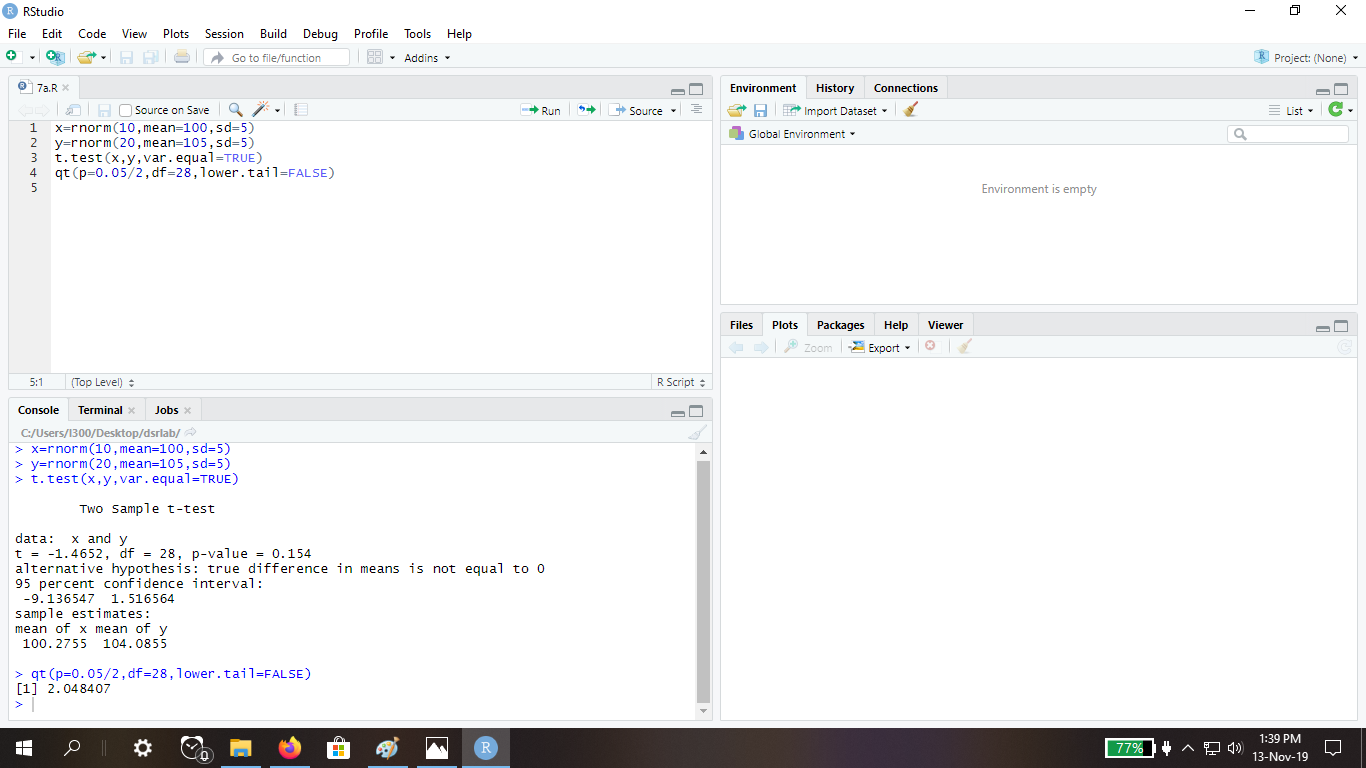 RStudio
File Edit Code View Plots Session Build Debug Profile Tools Help
Go to file/function Addins Project: (None)
7a.R
Source on Save Run Source
1 x=rnorm(10,mean=100,sd=5)
2 y=rnorm(20,mean=105,sd=5)
3 t.test(x,y,var.equal=TRUE)
4 qt(p=0.05/2,df=28,lower.tail=FALSE)
5
5:1 (Top Level) R Script
Console Terminal Jobs
C:/Users/l300/Desktop/dsrlab/
> x=rnorm(10,mean=100,sd=5)
> y=rnorm(20,mean=105,sd=5)
> t.test(x,y,var.equal=TRUE)
Two Sample t-test
data: x and y
t = -1.4652, df = 28, p-value = 0.154
alternative hypothesis: true difference in means is not equal to 0
95 percent confidence interval:
-9.136547 1.516564
sample estimates:
mean of x mean of y
100.2755 104.0855
> qt(p=0.05/2,df=28,lower.tail=FALSE)
[1] 2.048407
>
Environment History Connections
Import Dataset List
Global Environment
Environment is empty
Files Plots Packages Help Viewer
Zoom Export
R 77% 1:39 PM
13-Nov-19